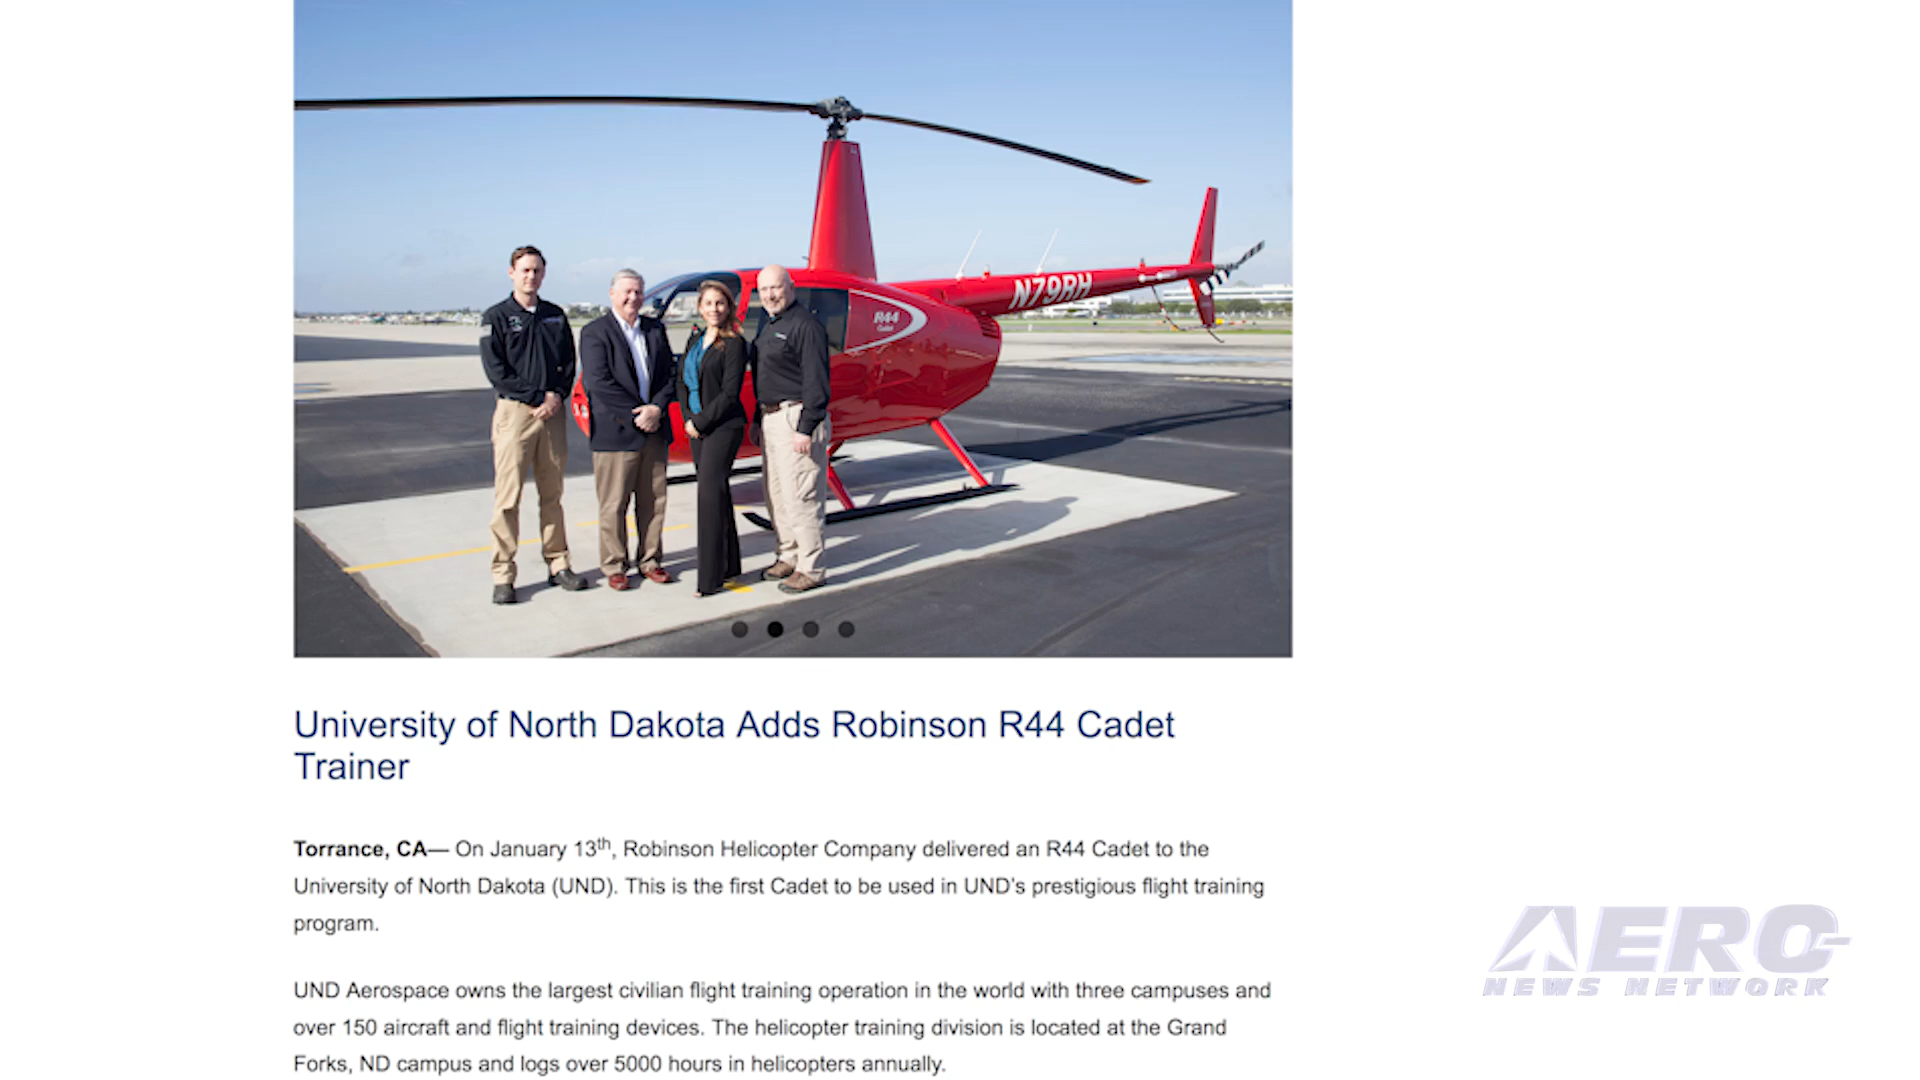 N79RH
R44
Cadet
University of North Dakota Adds Robinson R44 Cadet
Trainer
Torrance, CA— On January 13th, Robinson Helicopter Company delivered an R44 Cadet to the
University of North Dakota (UND). This is the first Cadet to be used in UND's prestigious flight training
program.
UND Aerospace owns the largest civilian flight training operation in the world with three campuses and
over 150 aircraft and flight training devices. The helicopter training division is located at the Grand
Forks, ND campus and logs over 5000 hours in helicopters annually.
AERO
NEWS NETWORK